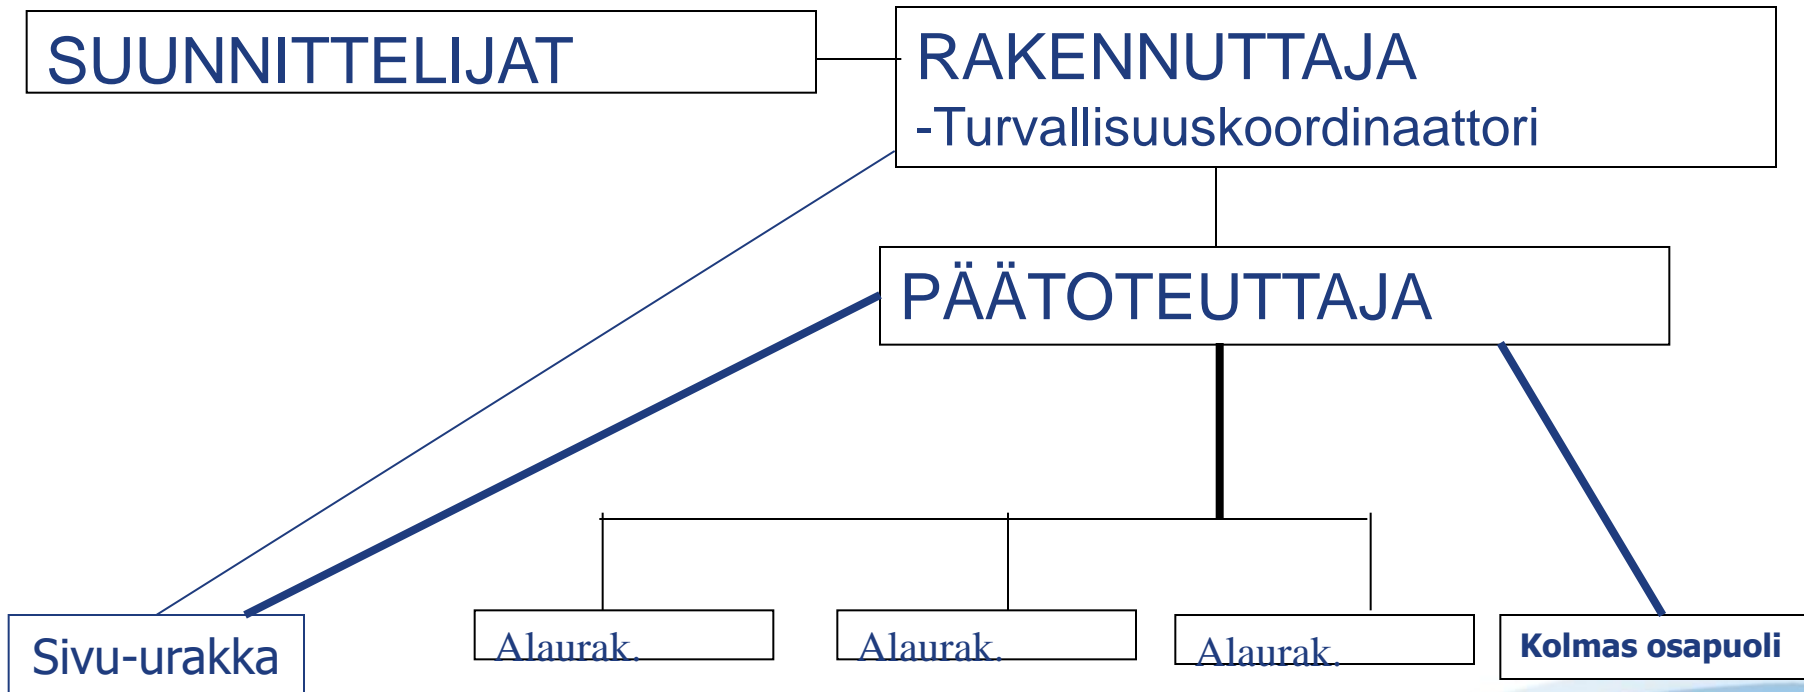 SUUNNITTELIJAT
RAKENNUTTAJA
-Turvallisuuskoordinaattori
PÄÄTOTEUTTAJA
Sivu-urakka
Alaurak.
Alaurak.
Alaurak.
Kolmas osapuoli